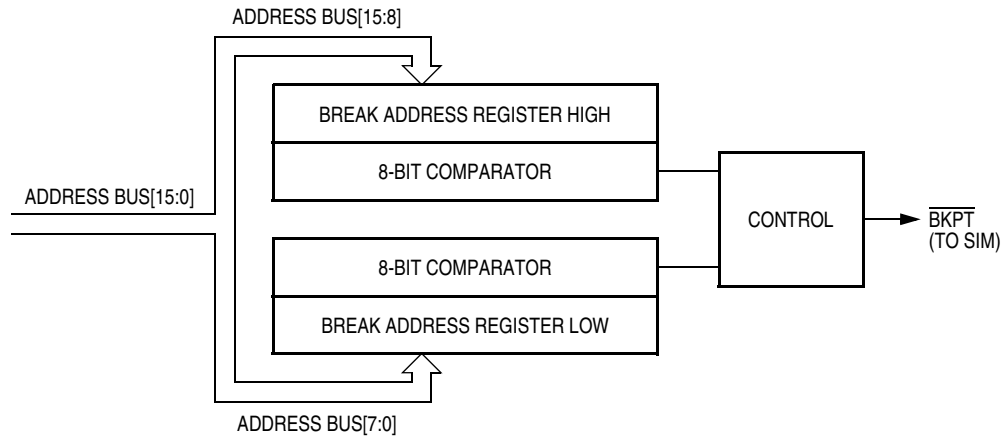 ADDRESS BUS[15:8]
BREAK ADDRESS REGISTER HIGH
8-BIT COMPARATOR
ADDRESS BUS[15:0]
CONTROL
BKPT
(TO SIM)
8-BIT COMPARATOR
BREAK ADDRESS REGISTER LOW
ADDRESS BUS[7:0]